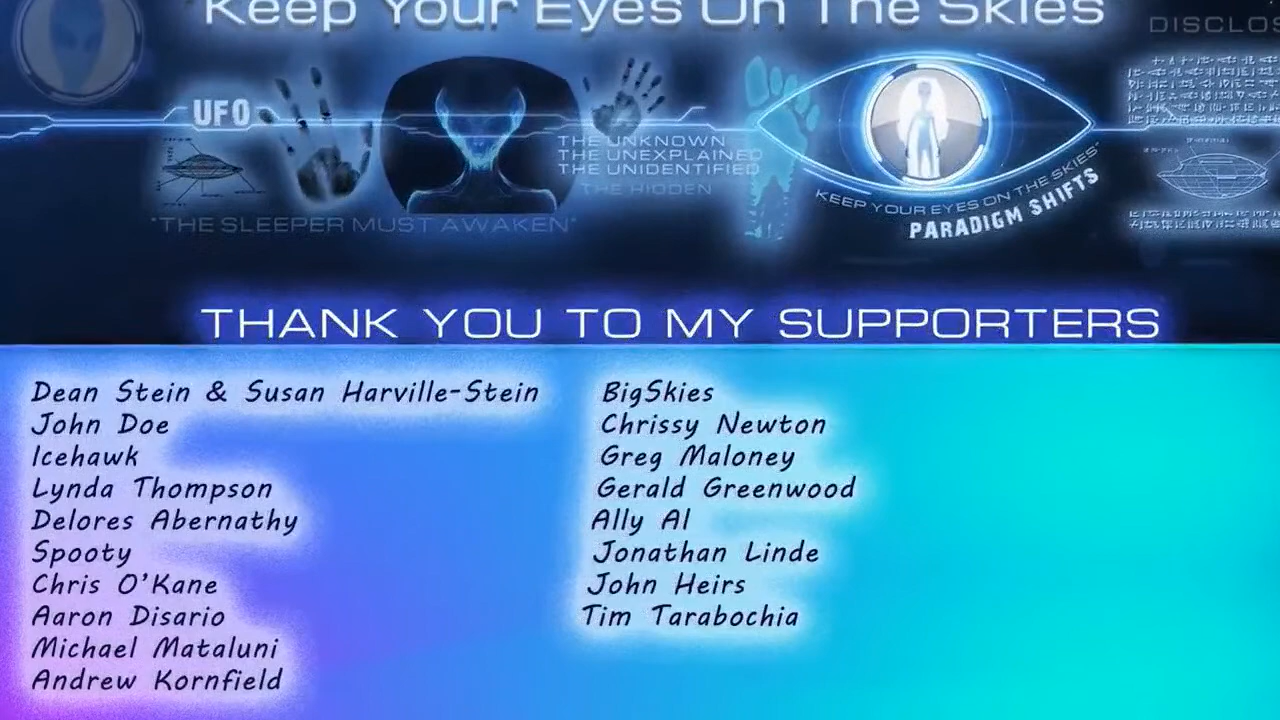 "Keep Your Eyes On The Skies
DISCLOS
UFO
THE UNKNOWN
THE UNEXPLAINED
THE UNIDENTIFIED
THE HIDDEN
"THE SLEEPER MUST AWAKEN"
KEEP YOUR EYES ON THE SKIES"
PARADIGM SHIFTS
THANK YOU TO MY SUPPORTERS
Dean Stein & Susan Harville-Stein
John Doe
Icehawk
Lynda Thompson
Delores Abernathy
Spooty
Chris O'Kane
Aaron Disario
Michael Mataluni
Andrew Kornfield
BigSkies
Chrissy Newton
Greg Maloney
Gerald Greenwood
Ally Al
Jonathan Linde
John Heirs
Tim Tarabochia